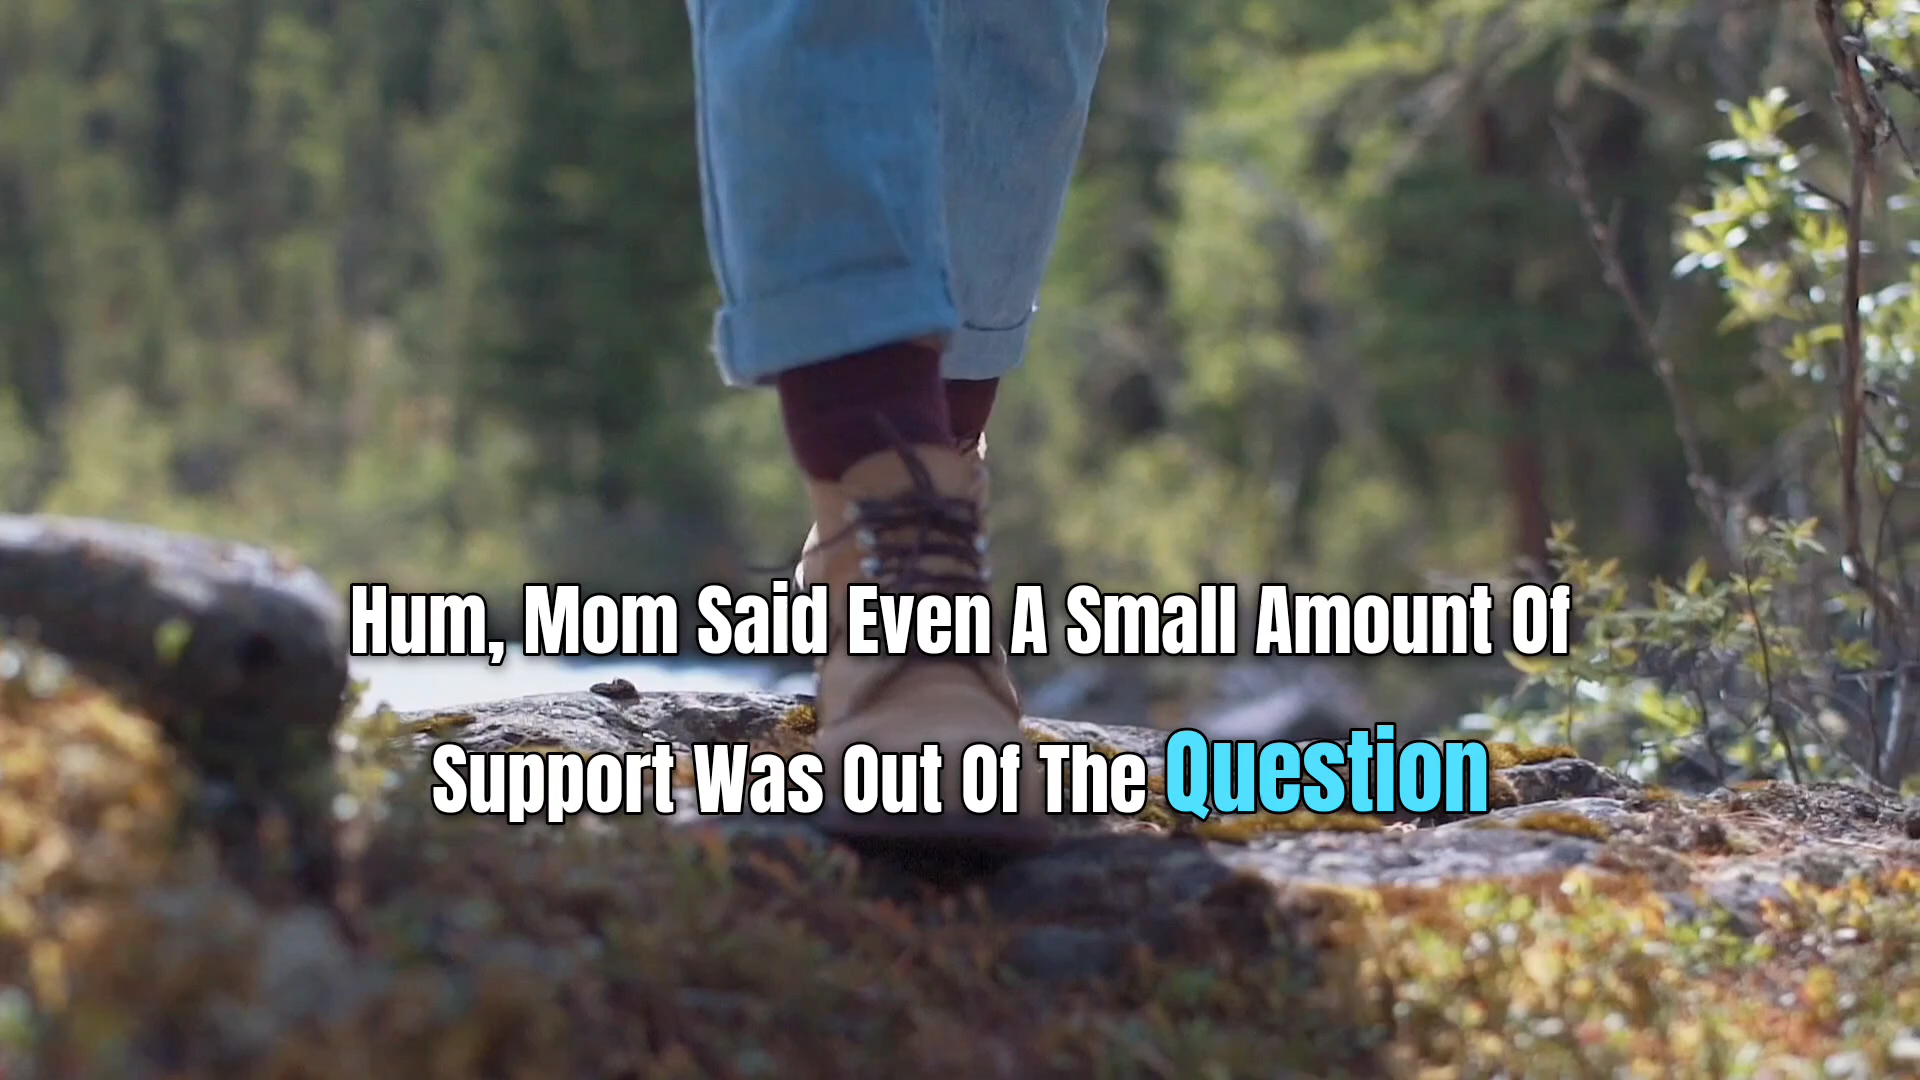 Hum, Mom Said Even A Small Amount Of
Support Was Out Of The Question